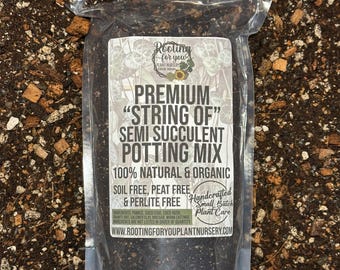 Rooting
for you
PREMIUM
"STRING OF"
SEMI SUCCULENT
POTTING MIX
100% NATURAL & ORGANIC
SOIL FREE, PEAT FREE
& PERLITE FREE
Handcrafted
Small Batch
Plant Care
WWW.ROOTINGFORYOUPLANTNURSERY.COM